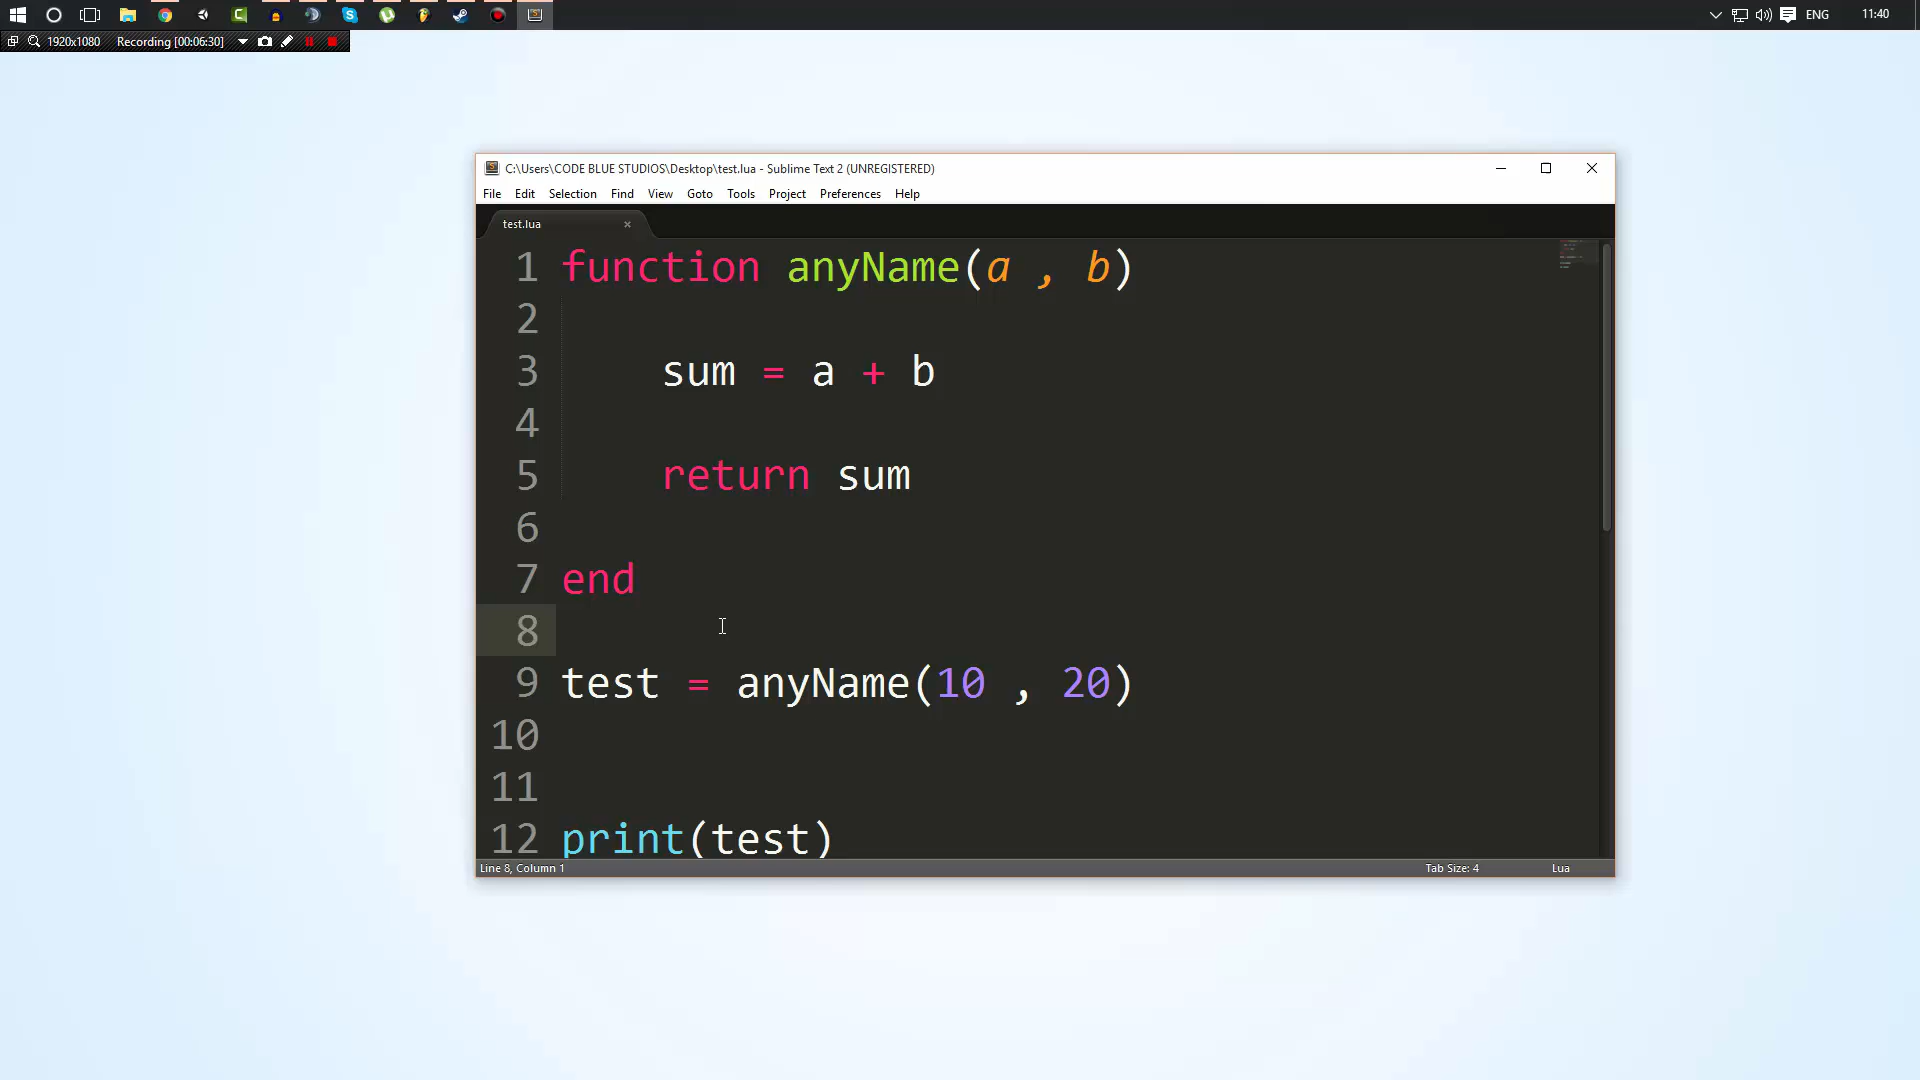 ENG 11:40
1920x1080 Recording [00:06:30]
C:\Users\CODE BLUE STUDIOS\Desktop\test.lua - Sublime Text 2 (UNREGISTERED)
File Edit Selection Find View Goto Tools Project Preferences Help
test.lua
1 function anyName(a , b)
2
3 sum = a + b
4
5 return sum
6
7 end
8
9 test = anyName(10 , 20)
10
11
12 print(test)
Line 8, Column 1 Tab Size: 4 Lua